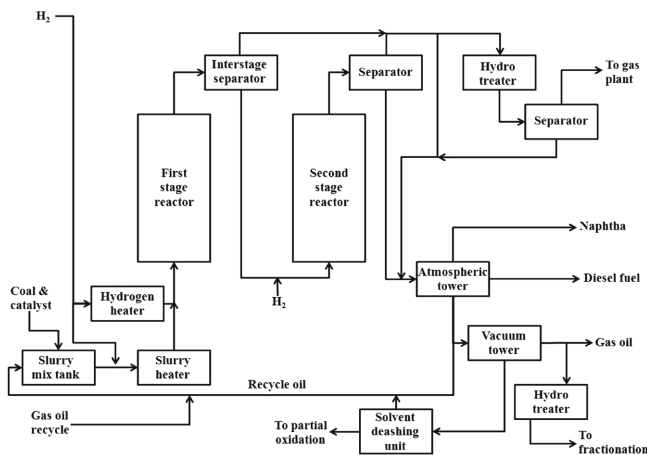 H₂
Interstage
separator
Separator
Hydro
treater
To gas
plant
Separator
First
stage
reactor
Second
stage
reactor
Naphtha
Atmospheric
tower
Diesel fuel
Coal &
catalyst
Hydrogen
heater
H₂
Slurry
mix tank
Slurry
heater
Vacuum
tower
Gas oil
Recycle oil
Gas oil
recycle
To partial
oxidation
Solvent
deashing
unit
Hydro
treater
To
fractionation